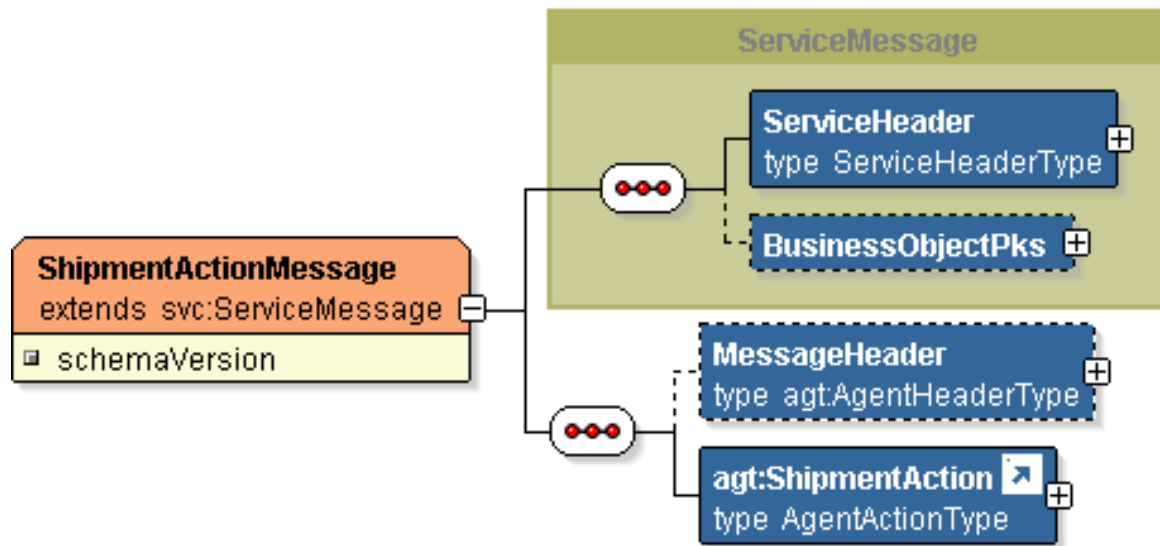 ServiceMessage
ServiceHeader
type ServiceHeaderType
BusinessObjectPks
ShipmentActionMessage
extends svc:ServiceMessage
schemaVersion
MessageHeader
type agt:AgentHeaderType
agt:ShipmentAction
type AgentActionType